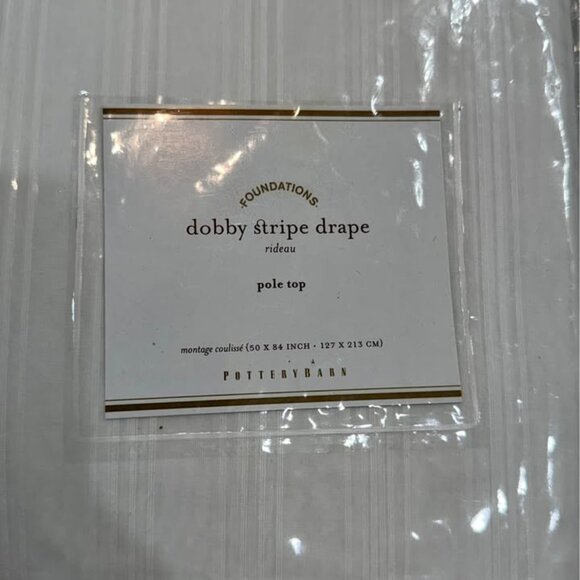 ·FOUNDATIONS·
dobby stripe drape
rideau
pole top
montage coulissé (50 X 84 INCH · 127 X 213 CM)
POTTERYBARN